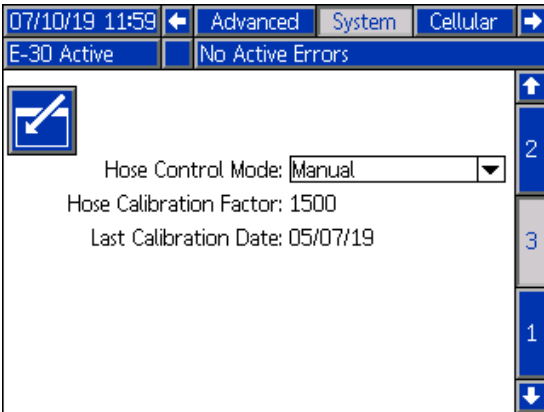 07/10/19 11:59 Advanced System Cellular
E-30 Active No Active Errors
2
Hose Control Mode: Manual
Hose Calibration Factor: 1500
Last Calibration Date: 05/07/19
3
1